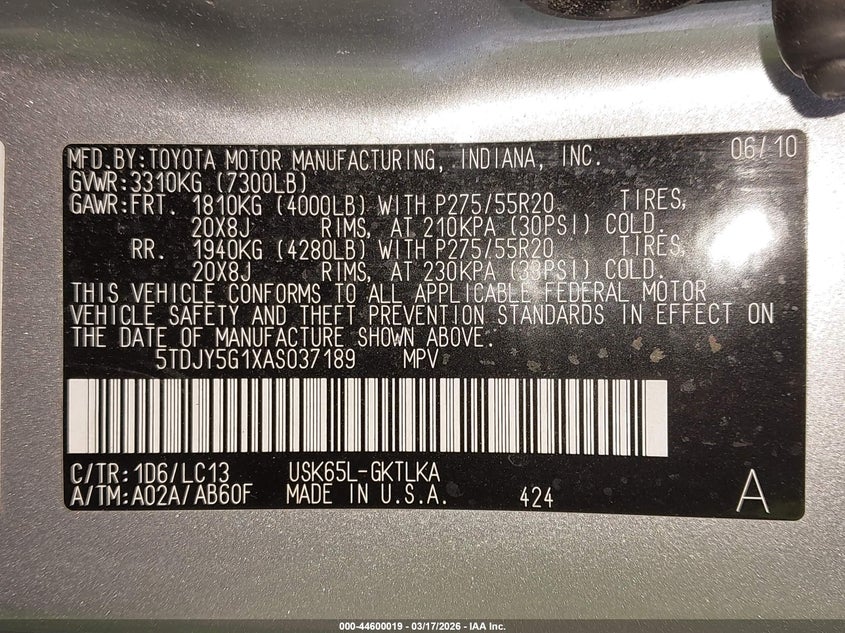 MFD.BY:TOYOTA MOTOR MANUFACTURING, INDIANA, INC. 06/10
GVWR:3310KG (7300LB)
GAWR:FRT. 1810KG (4000LB) WITH P275/55R20 TIRES,
20X8J RIMS, AT 210KPA (30PSI) COLD.
RR. 1940KG (4280LB) WITH P275/55R20 TIRES,
20X8J RIMS, AT 230KPA (33PSI) COLD.
THIS VEHICLE CONFORMS TO ALL APPLICABLE FEDERAL MOTOR
VEHICLE SAFETY AND THEFT PREVENTION STANDARDS IN EFFECT ON
THE DATE OF MANUFACTURE SHOWN ABOVE.
5TDJY5G1XAS037189 MPV
C/TR:1D6/LC13 USK65L-GKTLKA
A/TM:A02A/AB60F MADE IN U.S.A. 424 A
000-44600019 - 03/17/2026 - IAA Inc.